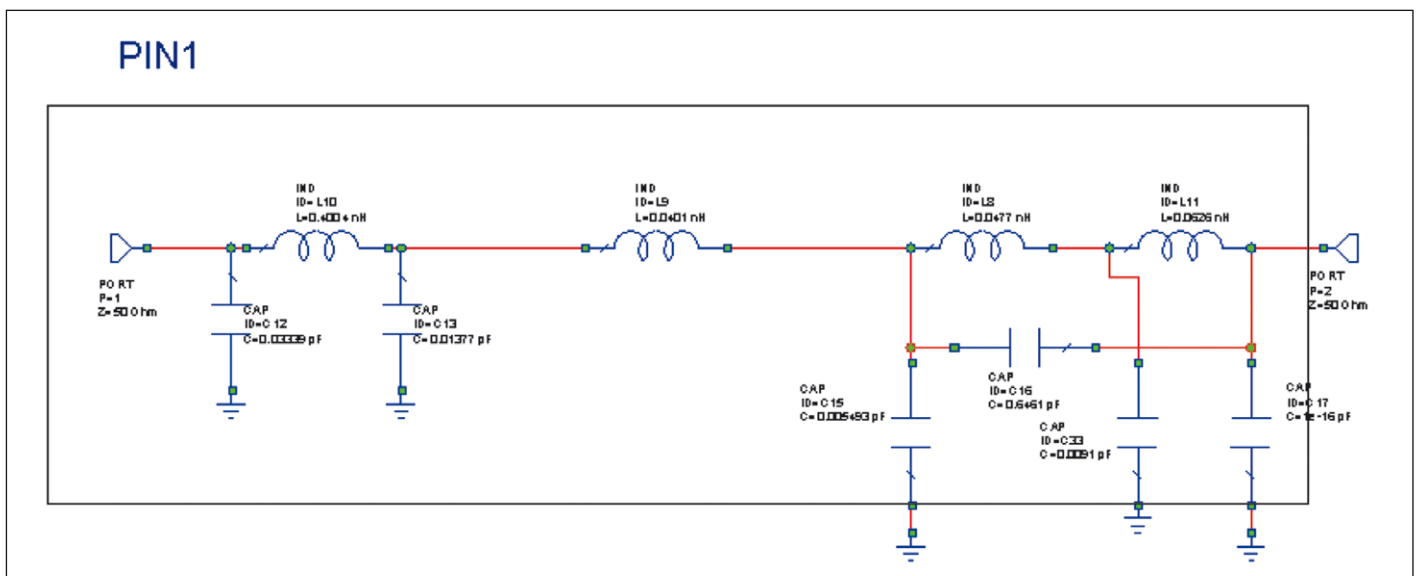 PIN1
IND
ID=L10
L=0.4004 nH
IND
ID=L9
L=0.0401 nH
IND
ID=L8
L=0.0477 nH
IND
ID=L11
L=0.0626 nH
PORT
P=1
Z=50 Ohm
CAP
ID=C12
C=0.03339 pF
CAP
ID=C13
C=0.01377 pF
PORT
P=2
Z=50 Ohm
CAP
ID=C15
C=0.005493 pF
CAP
ID=C16
C=0.6461 pF
CAP
ID=C33
C=0.0091 pF
CAP
ID=C17
C=1e-16 pF